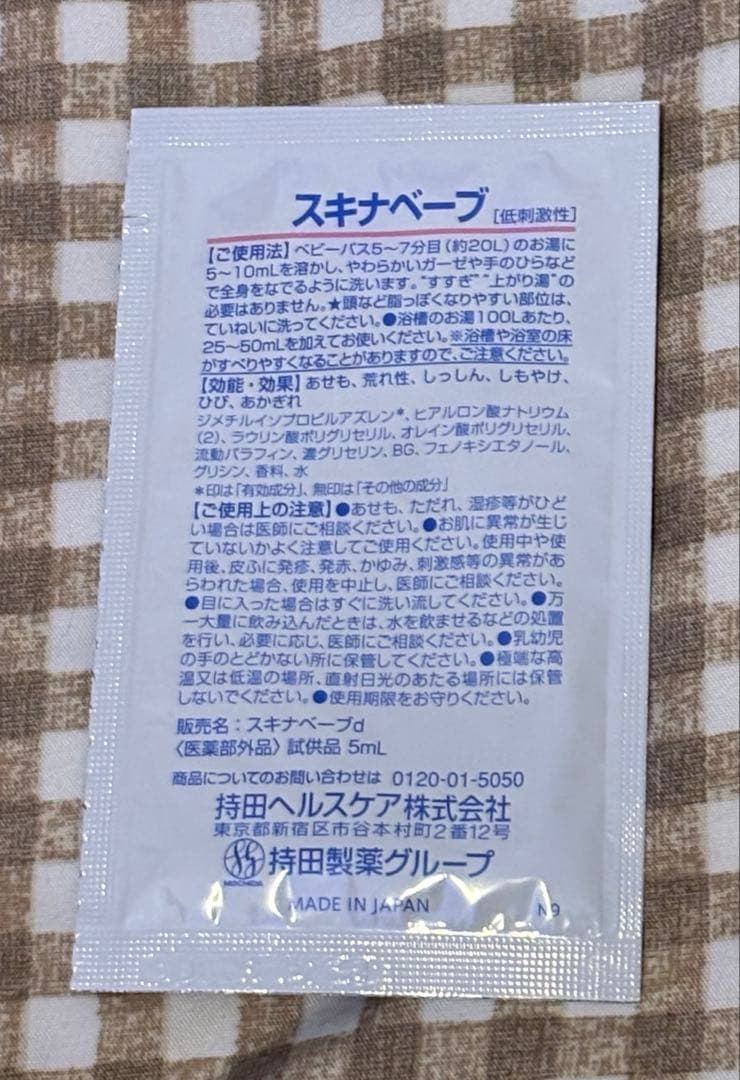 スキナベーブ [低刺激性]
【ご使用法】ベビーバス5〜7分目(約20L)のお湯に
5〜10mLを溶かし、やわらかいガーゼや手のひらなど
で全身をなでるように洗います。"すすぎ" "上がり湯"の
必要はありません。★頭など脂っぽくなりやすい部位は、
ていねいに洗ってください。●浴槽のお湯100Lあたり、
25〜50mLを加えてお使いください。※浴槽や浴室の床
がすべりやすくなることがありますので、ご注意ください。
【効能・効果】あせも、荒れ性、しっしん、しもやけ、
ひび、あかぎれ
ジメチルイソプロピルアズレン*、ヒアルロン酸ナトリウム
(2)、ラウリン酸ポリグリセリル、オレイン酸ポリグリセリル、
流動パラフィン、濃グリセリン、BG、フェノキシエタノール、
グリシン、香料、水
*印は「有効成分」、無印は「その他の成分」
【ご使用上の注意】●あせも、ただれ、湿疹等がひど
い場合は医師にご相談ください。●お肌に異常が生じ
ていないかよく注意してご使用ください。使用中や使
用後、皮ふに発疹、発赤、かゆみ、刺激感等の異常があ
らわれた場合、使用を中止し、医師にご相談ください。
●目に入った場合はすぐに洗い流してください。●万
一大量に飲み込んだときは、水を飲ませるなどの処置
を行い、必要に応じ、医師にご相談ください。●乳幼児
の手のとどかない所に保管してください。●極端な高
温又は低温の場所、直射日光のあたる場所には保管
しないでください。●使用期限をお守りください。
販売名:スキナベーブd
〈医薬部外品〉試供品 5mL
商品についてのお問い合わせは 0120-01-5050
持田ヘルスケア株式会社
東京都新宿区市谷本村町2番12号
MOCHIDA 持田製薬グループ
MADE IN JAPAN N9